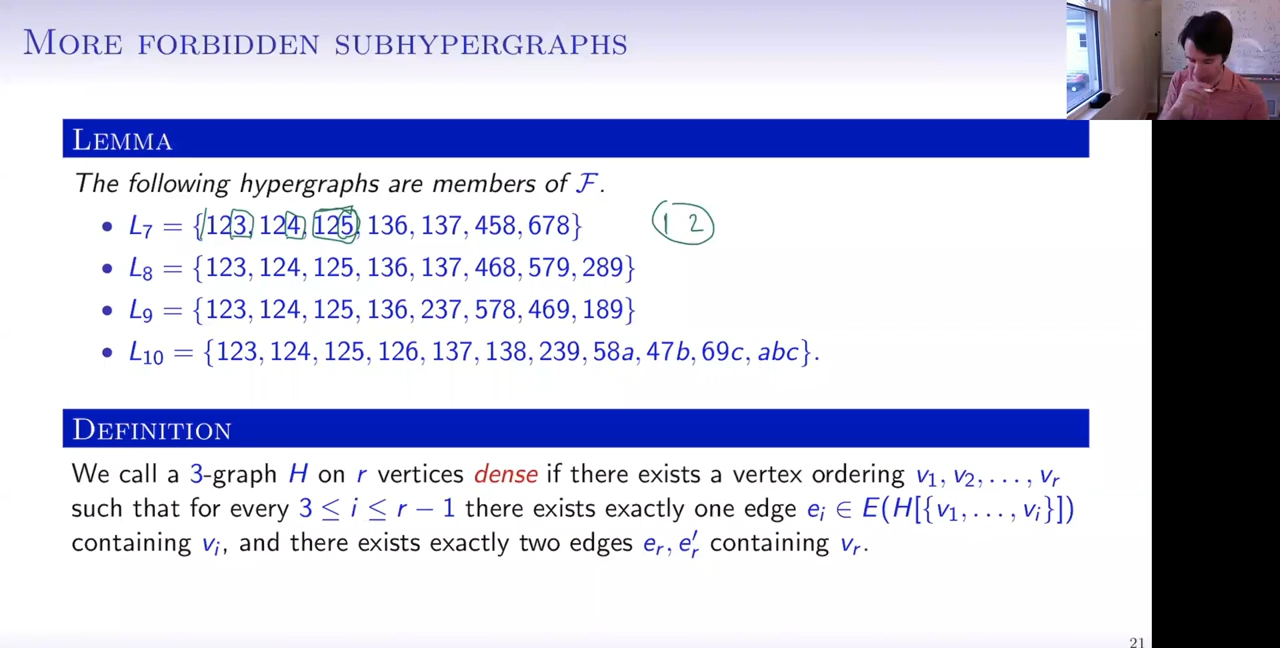 MORE FORBIDDEN SUBHYPERGRAPHS
LEMMA
The following hypergraphs are members of F.
• L₇ = {123, 124, 125, 136, 137, 458, 678} 1 2
• L₈ = {123, 124, 125, 136, 137, 468, 579, 289}
• L₉ = {123, 124, 125, 136, 237, 578, 469, 189}
• L₁₀ = {123, 124, 125, 126, 137, 138, 239, 58a, 47b, 69c, abc}.
DEFINITION
We call a 3-graph H on r vertices dense if there exists a vertex ordering v₁, v₂, . . . , vᵣ
such that for every 3 ≤ i ≤ r − 1 there exists exactly one edge eᵢ ∈ E(H[{v₁, . . . , vᵢ}])
containing vᵢ, and there exists exactly two edges eᵣ, e′ᵣ containing vᵣ.
21